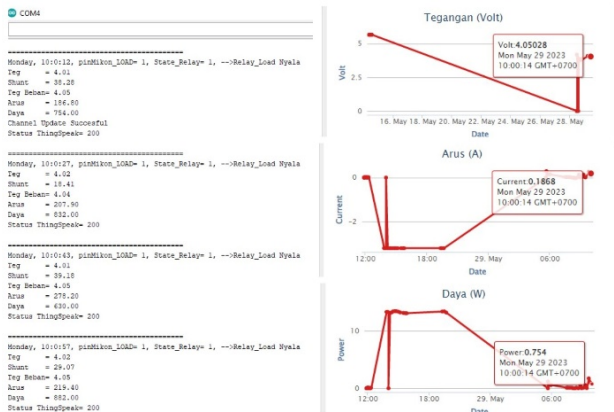 COM4
Monday, 10:0:12, pinMikon_LOAD= 1, State_Relay= 1, -->Relay_Load Nyala
Teg = 4.01
Shunt = 38.28
Teg Beban= 4.05
Arus = 186.80
Daya = 754.00
Channel Update Succesful
Status ThingSpeak= 200
Monday, 10:0:27, pinMikon_LOAD= 1, State_Relay= 1, -->Relay_Load Nyala
Teg = 4.02
Shunt = 18.41
Teg Beban= 4.04
Arus = 207.90
Daya = 832.00
Status ThingSpeak= 200
Monday, 10:0:43, pinMikon_LOAD= 1, State_Relay= 1, -->Relay_Load Nyala
Teg = 4.01
Shunt = 39.18
Teg Beban= 4.05
Arus = 278.20
Daya = 630.00
Status ThingSpeak= 200
Monday, 10:0:57, pinMikon_LOAD= 1, State_Relay= 1, -->Relay_Load Nyala
Teg = 4.02
Shunt = 29.07
Teg Beban= 4.05
Arus = 219.40
Daya = 882.00
Status ThingSpeak= 200
Tegangan (Volt)
Volt
5
2.5
0
Volt:4.05028
Mon May 29 2023
10:00:14 GMT+0700
16. May 18. May 20. May 22. May 24. May 26. May 28. May
Date
Arus (A)
Current
0
-2
Current:0.1868
Mon May 29 2023
10:00:14 GMT+0700
12:00 18:00 29. May 06:00
Date
Daya (W)
Power
10
0
Power:0.754
Mon May 29 2023
10:00:14 GMT+0700
12:00 18:00 29. May 06:00
Date